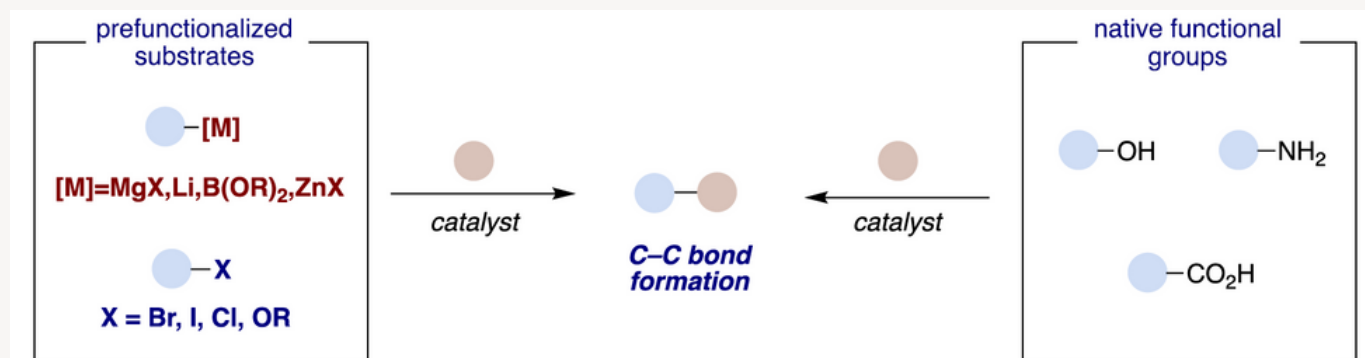 prefunctionalized
substrates
[M]
[M]=MgX,Li,B(OR)₂,ZnX
X
X = Br, I, Cl, OR
catalyst
C–C bond
formation
catalyst
native functional
groups
OH
NH₂
CO₂H